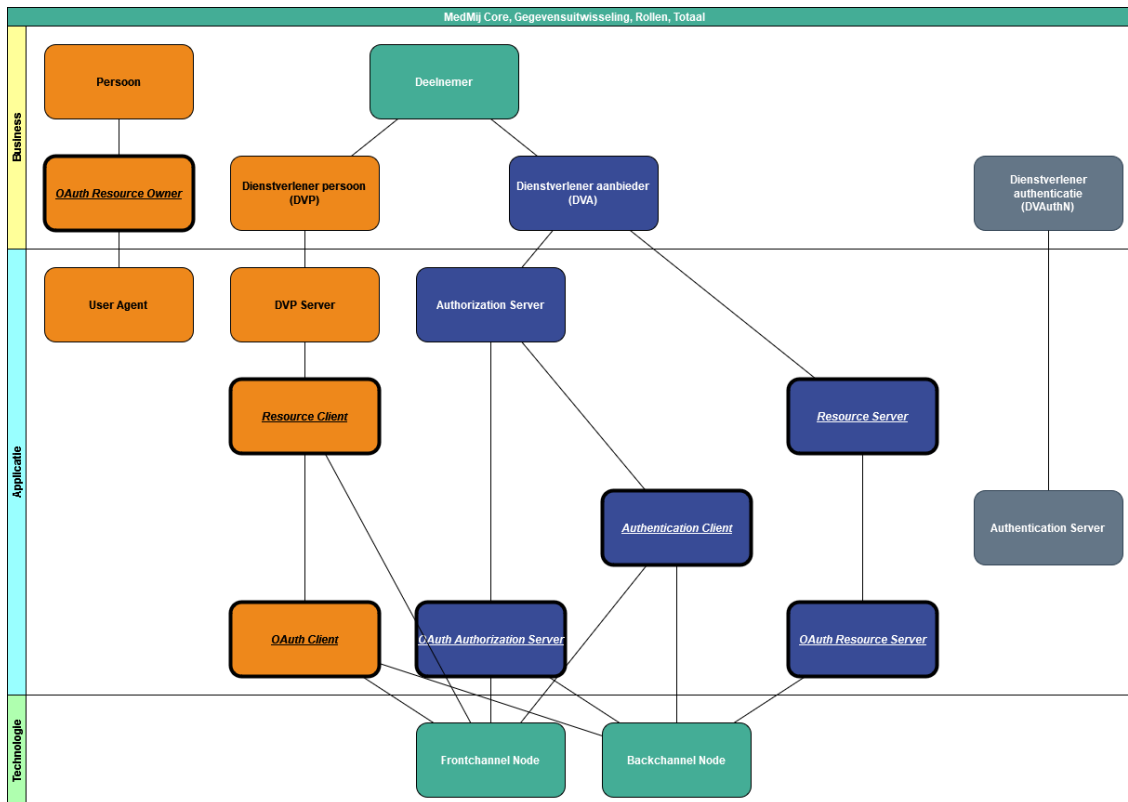 MedMij Core, Gegevensuitwisseling, Rollen, Totaal
Business
Persoon
Deelnemer
OAuth Resource Owner
Dienstverlener persoon
(DVP)
Dienstverlener aanbieder
(DVA)
Dienstverlener
authenticatie
(DVAuthN)
Applicatie
User Agent
DVP Server
Authorization Server
Resource Client
Resource Server
Authentication Client
Authentication Server
OAuth Client
OAuth Authorization Server
OAuth Resource Server
Technologie
Frontchannel Node
Backchannel Node